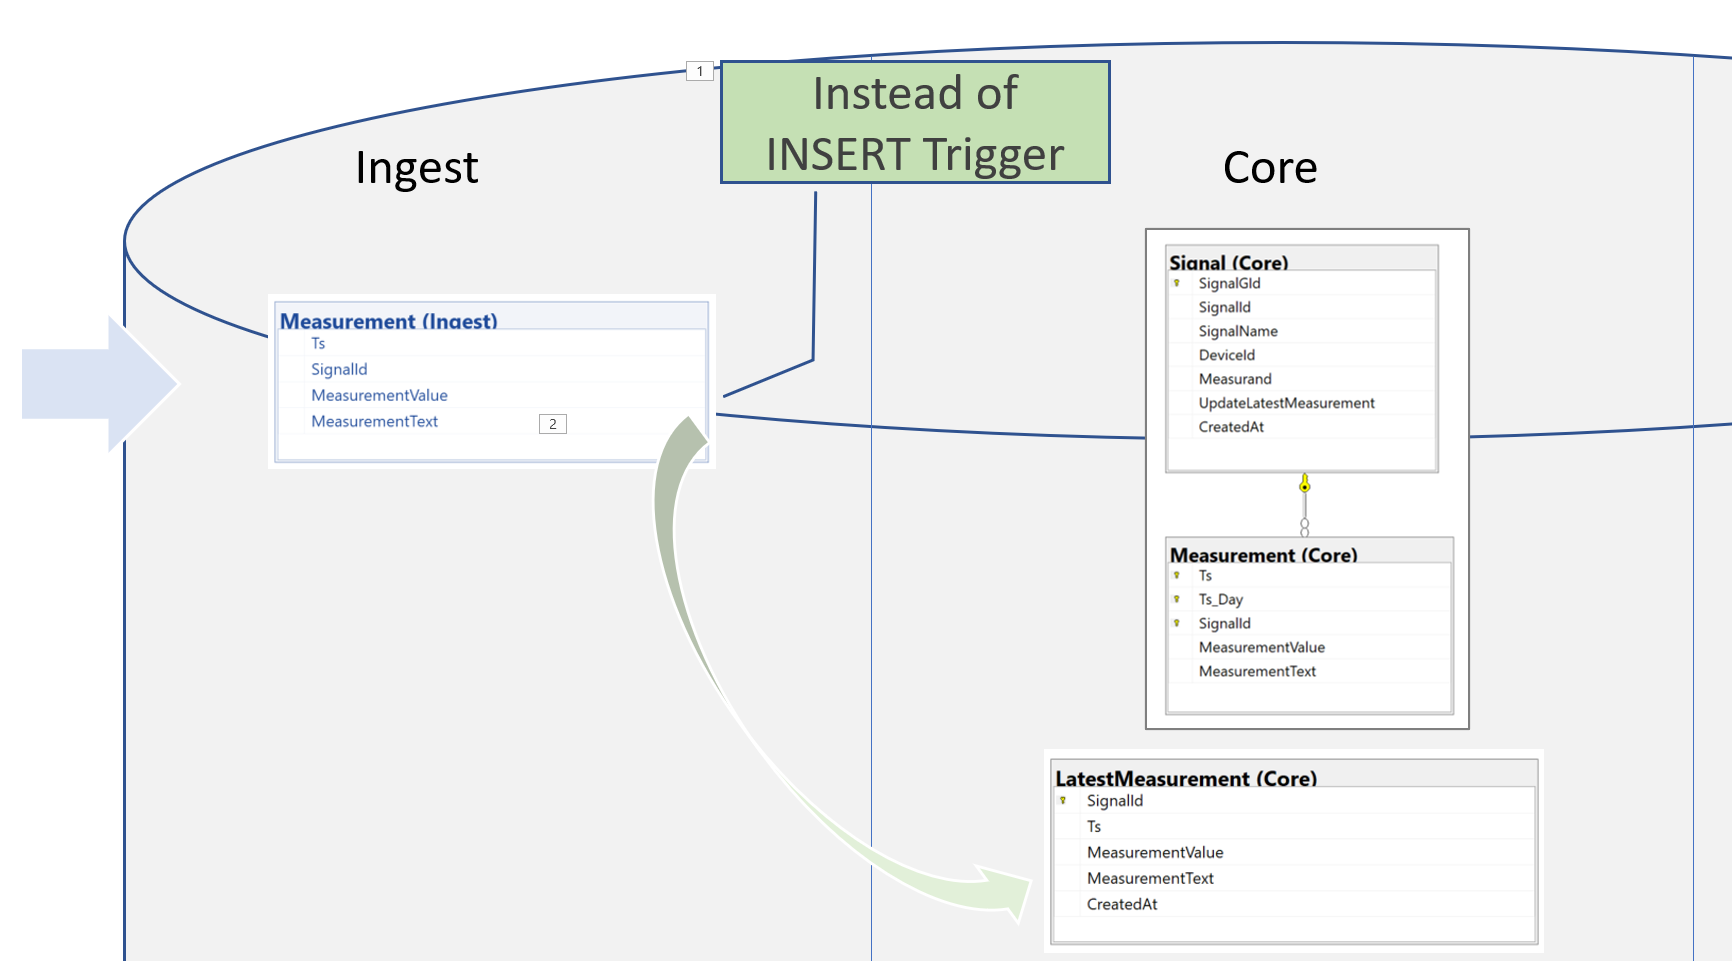 1
Instead of
INSERT Trigger
Ingest
Core
Measurement (Ingest)
Ts
SignalId
MeasurementValue
MeasurementText
2
Signal (Core)
SignalGId
SignalId
SignalName
DeviceId
Measurand
UpdateLatestMeasurement
CreatedAt
Measurement (Core)
Ts
Ts_Day
SignalId
MeasurementValue
MeasurementText
LatestMeasurement (Core)
SignalId
Ts
MeasurementValue
MeasurementText
CreatedAt